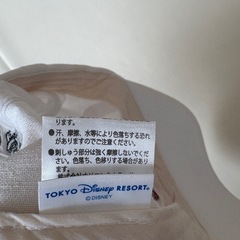 ります。
●汗、摩擦、水等により色落ちする恐れ
がありますのでご注意ください。
●刺しゅう部分は強く摩擦しないでくだ
さい。色落ち、色移りする場合があり
ます。
TOKYO Disney RESORT®
©DISNEY